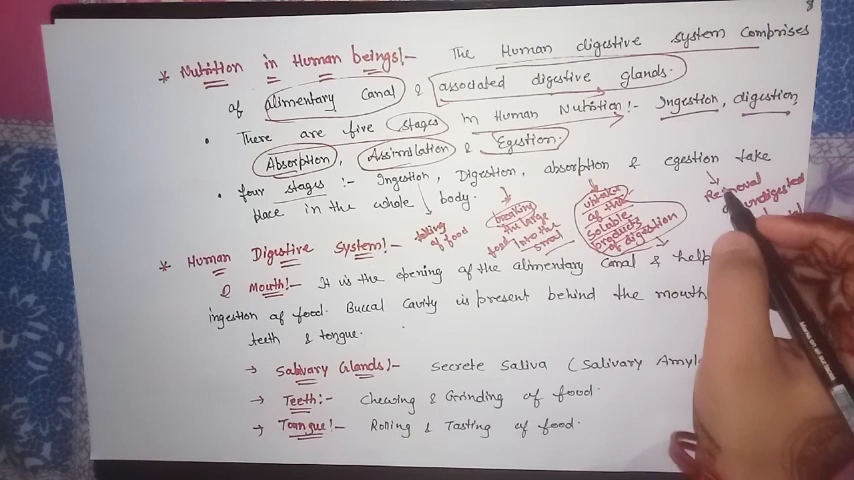 8
* Nutrition in Human beings!- The Human digestive system comprises
of alimentary canal & associated digestive glands.
• There are five stages in Human Nutrition!- Ingestion, digestion,
Absorption, Assimilation & Egestion.
• four stages :- Ingestion, Digestion, absorption & egestion take
place in the whole body.
taking of food
breaking the large food into the small
uptake of the soluble products of digestion
Removal undigested
* Human Digestive System!-
Mouth!- It is the opening of the alimentary canal & help
ingestion of food. Buccal cavity is present behind the mouth
teeth & tongue.
→ Salivary Glands!- Secrete Saliva (Salivary Amyl
→ Teeth:- Chewing & Grinding of food.
→ Tongue!- Rolling & Tasting of food.